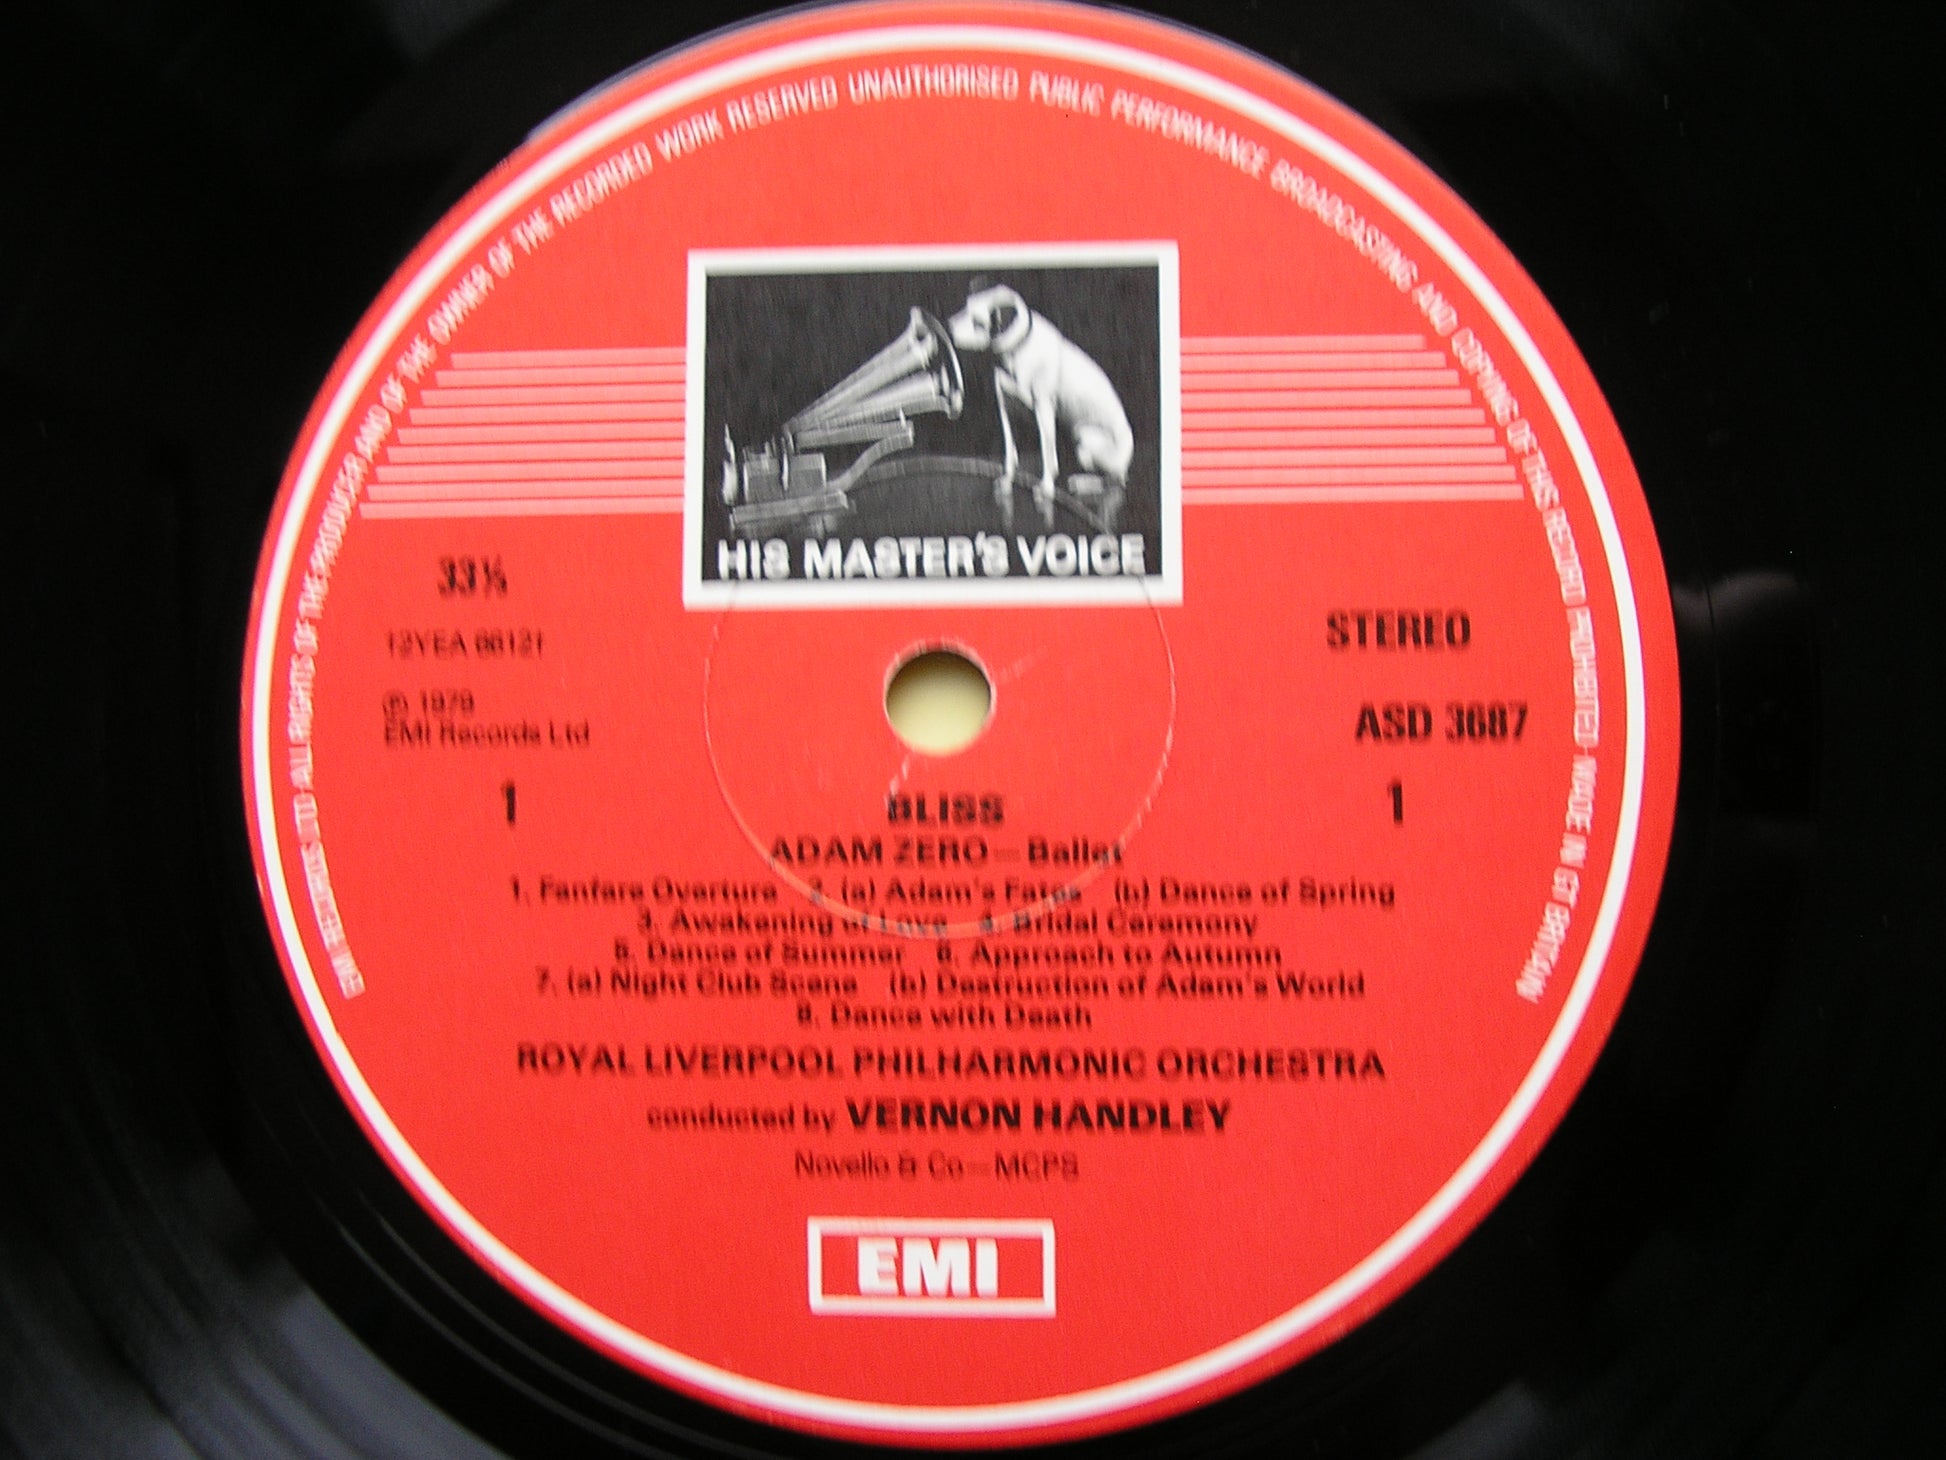 EMI RECORDS LTD ALL RIGHTS OF THE PRODUCER AND OF THE OWNER OF THE RECORDED WORK RESERVED UNAUTHORISED PUBLIC PERFORMANCE BROADCASTING AND COPYING OF THIS RECORD PROHIBITED MADE IN GT BRITAIN
HIS MASTER'S VOICE
33⅓
12YEA 66121
℗ 1979
EMI Records Ltd
STEREO
ASD 3687
1
1
BLISS
ADAM ZERO—Ballet
1. Fanfare Overture 2. (a) Adam's Fates (b) Dance of Spring
3. Awakening of Love 4. Bridal Ceremony
5. Dance of Summer 6. Approach to Autumn
7. (a) Night Club Scene (b) Destruction of Adam's World
8. Dance with Death
ROYAL LIVERPOOL PHILHARMONIC ORCHESTRA
conducted by VERNON HANDLEY
Novello & Co—MCPS
EMI